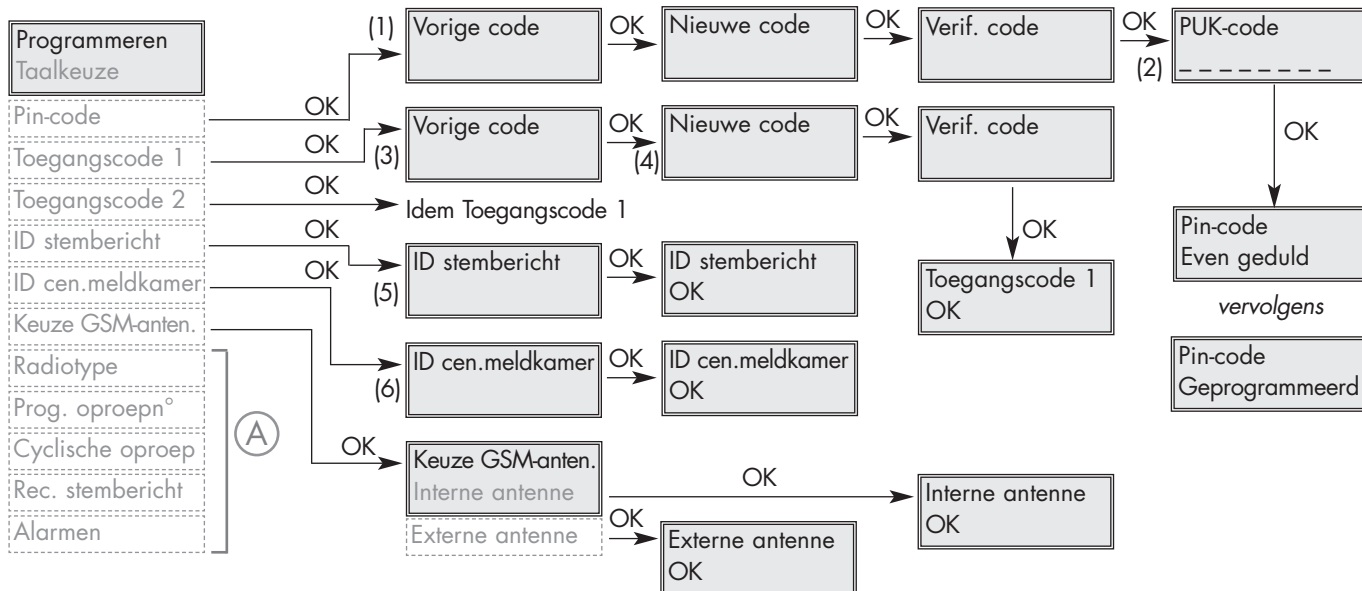 Programmeren
Taalkeuze
Pin-code
Toegangscode 1
Toegangscode 2
ID stembericht
ID cen.meldkamer
Keuze GSM-anten.
Radiotype
Prog. oproepn°
Cyclische oproep
Rec. stembericht
Alarmen
A
OK
(1)
Vorige code
OK
Nieuwe code
OK
Verif. code
OK
(2)
PUK-code
_ _ _ _ _ _ _ _
OK
Pin-code
Even geduld
vervolgens
Pin-code
Geprogrammeerd
OK
(3)
Vorige code
OK
(4)
Nieuwe code
OK
Verif. code
OK
Toegangscode 1
OK
OK
Idem Toegangscode 1
OK
(5)
ID stembericht
OK
ID stembericht
OK
OK
(6)
ID cen.meldkamer
OK
ID cen.meldkamer
OK
OK
Keuze GSM-anten.
Interne antenne
Externe antenne
OK
Interne antenne
OK
OK
Externe antenne
OK